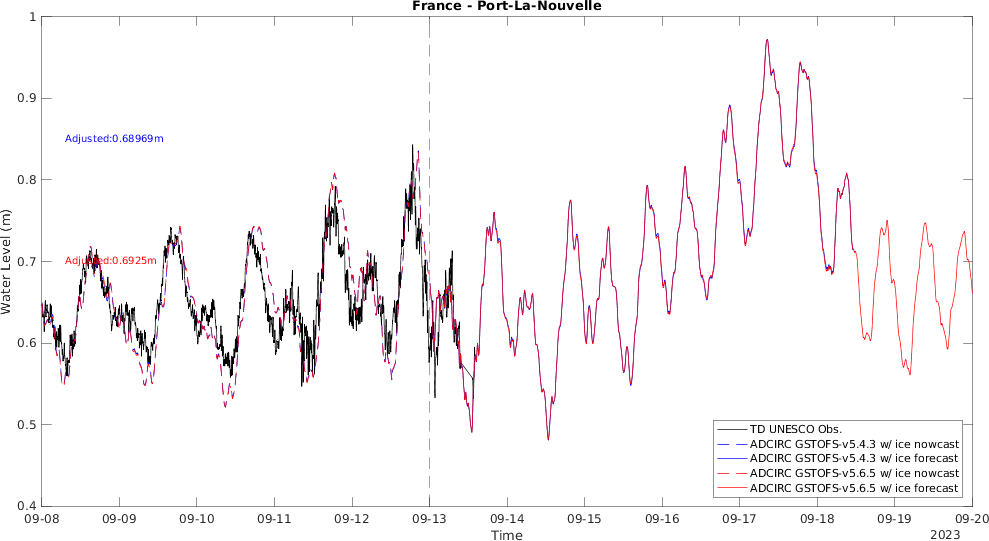 France - Port-La-Nouvelle
1
0.9
0.8
0.7
0.6
0.5
0.4
Water Level (m)
Adjusted:0.68969m
Adjusted:0.6925m
TD UNESCO Obs.
ADCIRC GSTOFS-v5.4.3 w/ ice nowcast
ADCIRC GSTOFS-v5.4.3 w/ ice forecast
ADCIRC GSTOFS-v5.6.5 w/ ice nowcast
ADCIRC GSTOFS-v5.6.5 w/ ice forecast
09-08 09-09 09-10 09-11 09-12 09-13 09-14 09-15 09-16 09-17 09-18 09-19 09-20
Time
2023